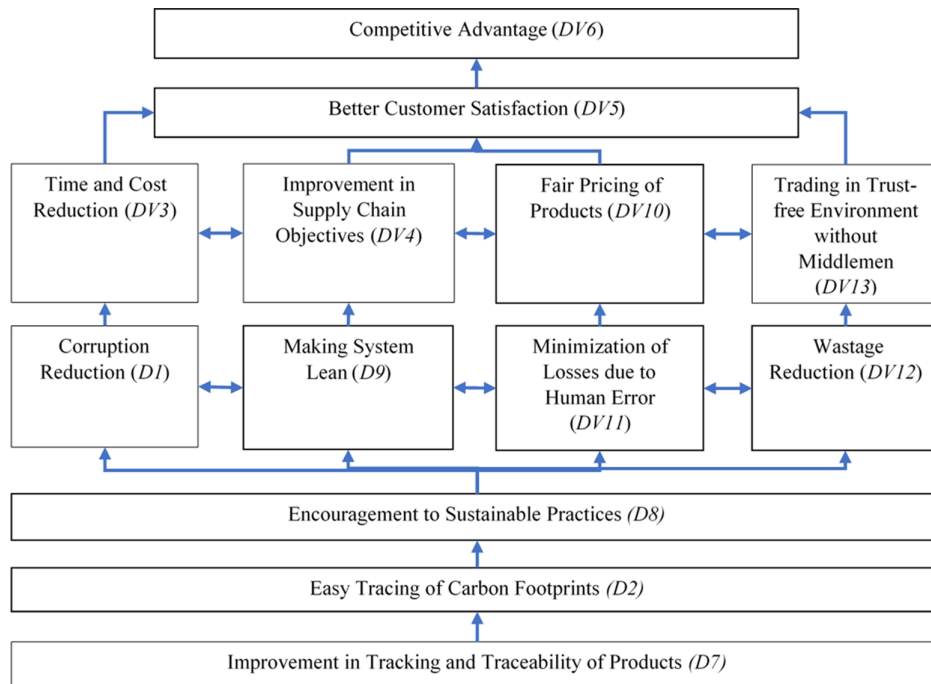 Competitive Advantage (DV6)
Better Customer Satisfaction (DV5)
Time and Cost
Reduction (DV3)
Improvement in
Supply Chain
Objectives (DV4)
Fair Pricing of
Products (DV10)
Trading in Trust-
free Environment
without
Middlemen
(DV13)
Corruption
Reduction (D1)
Making System
Lean (D9)
Minimization of
Losses due to
Human Error
(DV11)
Wastage
Reduction (DV12)
Encouragement to Sustainable Practices (D8)
Easy Tracing of Carbon Footprints (D2)
Improvement in Tracking and Traceability of Products (D7)